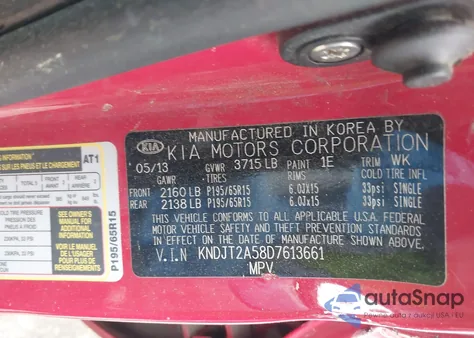 MANUFACTURED IN KOREA BY
KIA KIA MOTORS CORPORATION
05/13 GVWR 3715 LB PAINT 1E TRIM WK
GAWR TIRES RIMS COLD TIRE INFL
FRONT 2160 LB P195/65R15 6.0JX15 33psi SINGLE
REAR 2138 LB P195/65R15 6.0JX15 33psi SINGLE
THIS VEHICLE CONFORMS TO ALL APPLICABLE U.S. FEDERAL
MOTOR VEHICLE SAFETY AND THEFT PREVENTION STANDARDS
IN EFFECT ON THE DATE OF MANUFACTURE SHOWN ABOVE.
V.I.N KNDJT2A58D7613661
MPV
AT1
P195/65R15
autoSnap